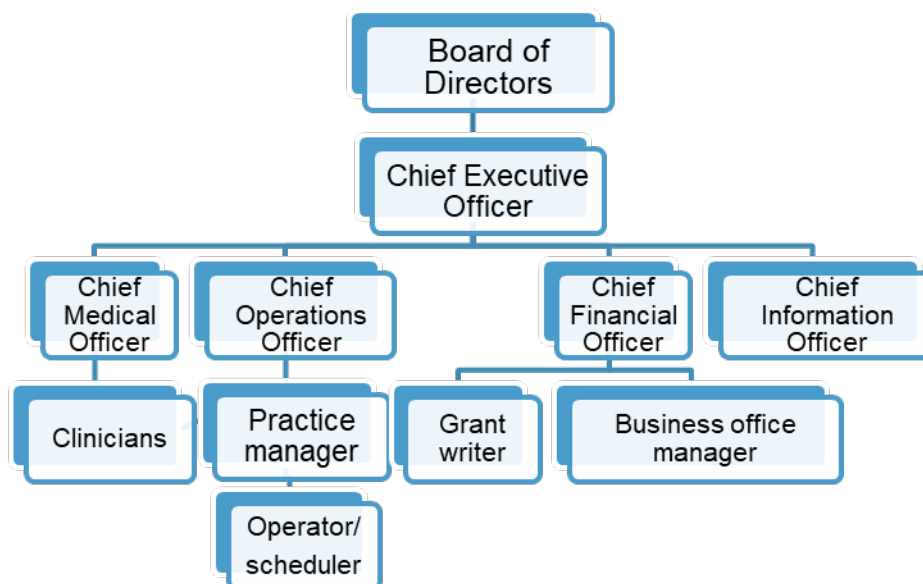 Board of
Directors
Chief Executive
Officer
Chief
Medical
Officer
Chief
Operations
Officer
Chief
Financial
Officer
Chief
Information
Officer
Clinicians
Practice
manager
Grant
writer
Business office
manager
Operator/
scheduler